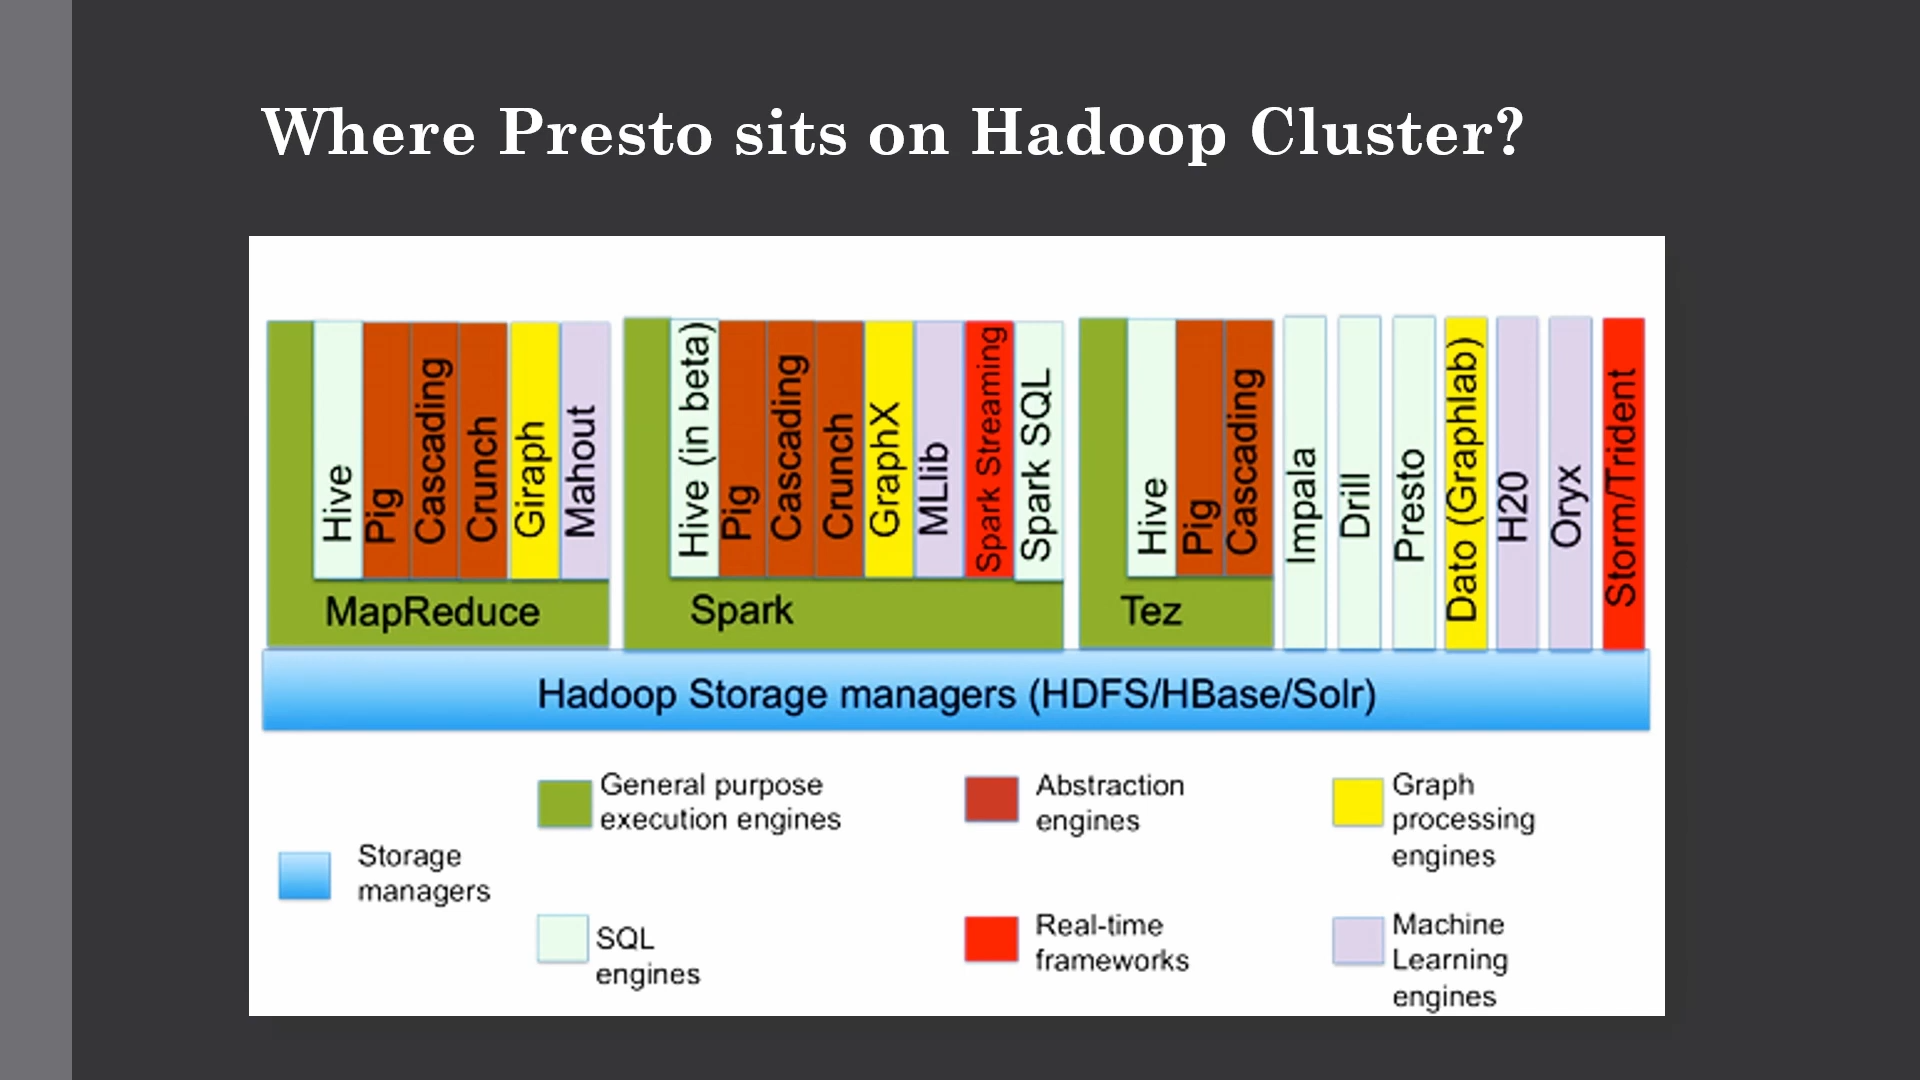 Where Presto sits on Hadoop Cluster?
Hive
Pig
Cascading
Crunch
Giraph
Mahout
MapReduce
Hive (in beta)
Pig
Cascading
Crunch
GraphX
MLlib
Spark Streaming
Spark SQL
Spark
Hive
Pig
Cascading
Tez
Impala
Drill
Presto
Dato (Graphlab)
H20
Oryx
Storm/Trident
Hadoop Storage managers (HDFS/HBase/Solr)
Storage
managers
General purpose
execution engines
SQL
engines
Abstraction
engines
Real-time
frameworks
Graph
processing
engines
Machine
Learning
engines